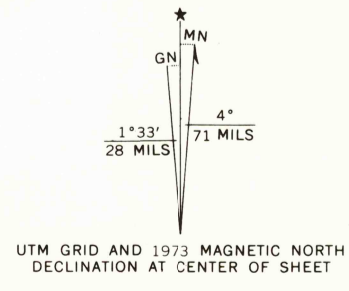 MN
GN
4°
71 MILS
1°33'
28 MILS
UTM GRID AND 1973 MAGNETIC NORTH
DECLINATION AT CENTER OF SHEET